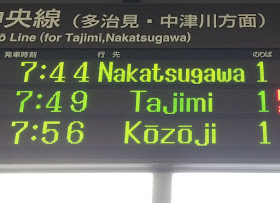 央線（多治見・中津川方面）
ō Line (for Tajimi,Nakatsugawa)
発車時刻 行先 のりば
7:44 Nakatsugawa 1
7:49 Tajimi 1
7:56 Kōzōji 1